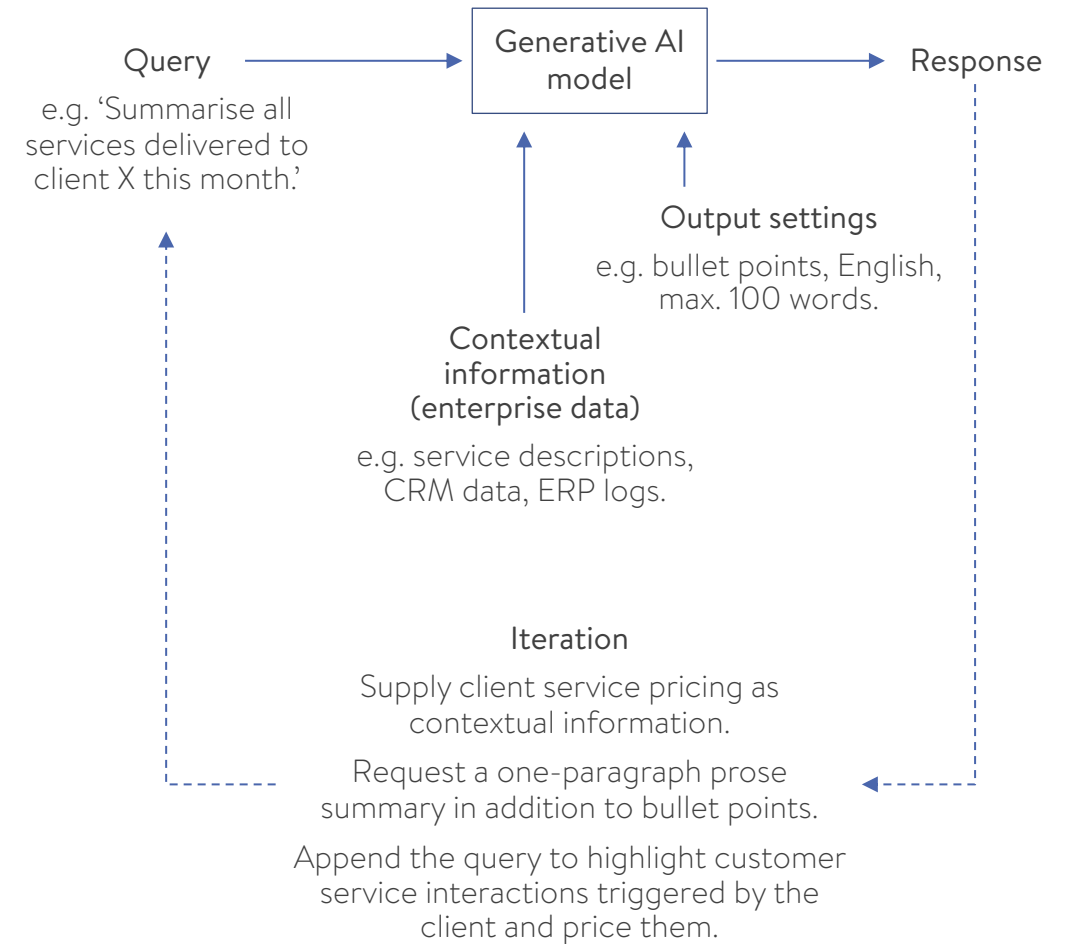 Query
e.g. ‘Summarise all
services delivered to
client X this month.’
Generative AI
model
Response
Output settings
e.g. bullet points, English,
max. 100 words.
Contextual
information
(enterprise data)
e.g. service descriptions,
CRM data, ERP logs.
Iteration
Supply client service pricing as
contextual information.
Request a one-paragraph prose
summary in addition to bullet points.
Append the query to highlight customer
service interactions triggered by the
client and price them.